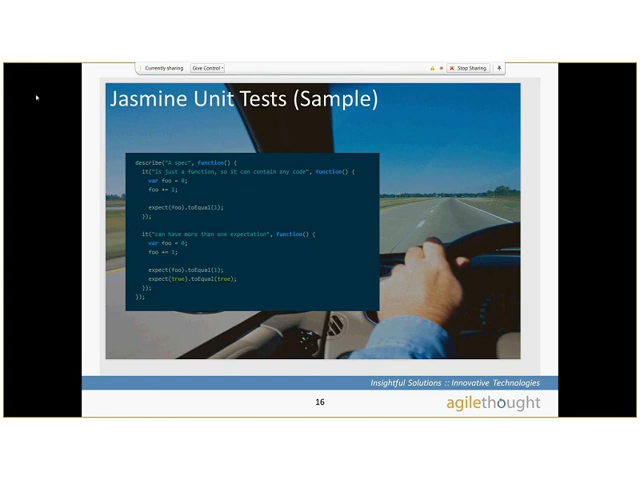 Currently sharing
Give Control
Stop Sharing
Jasmine Unit Tests (Sample)
describe("A spec", function() {
it("is just a function, so it can contain any code", function() {
var foo = 0;
foo += 1;
expect(foo).toEqual(1);
});
it("can have more than one expectation", function() {
var foo = 0;
foo += 1;
expect(foo).toEqual(1);
expect(true).toEqual(true);
});
});
Insightful Solutions :: Innovative Technologies
16
agilethought